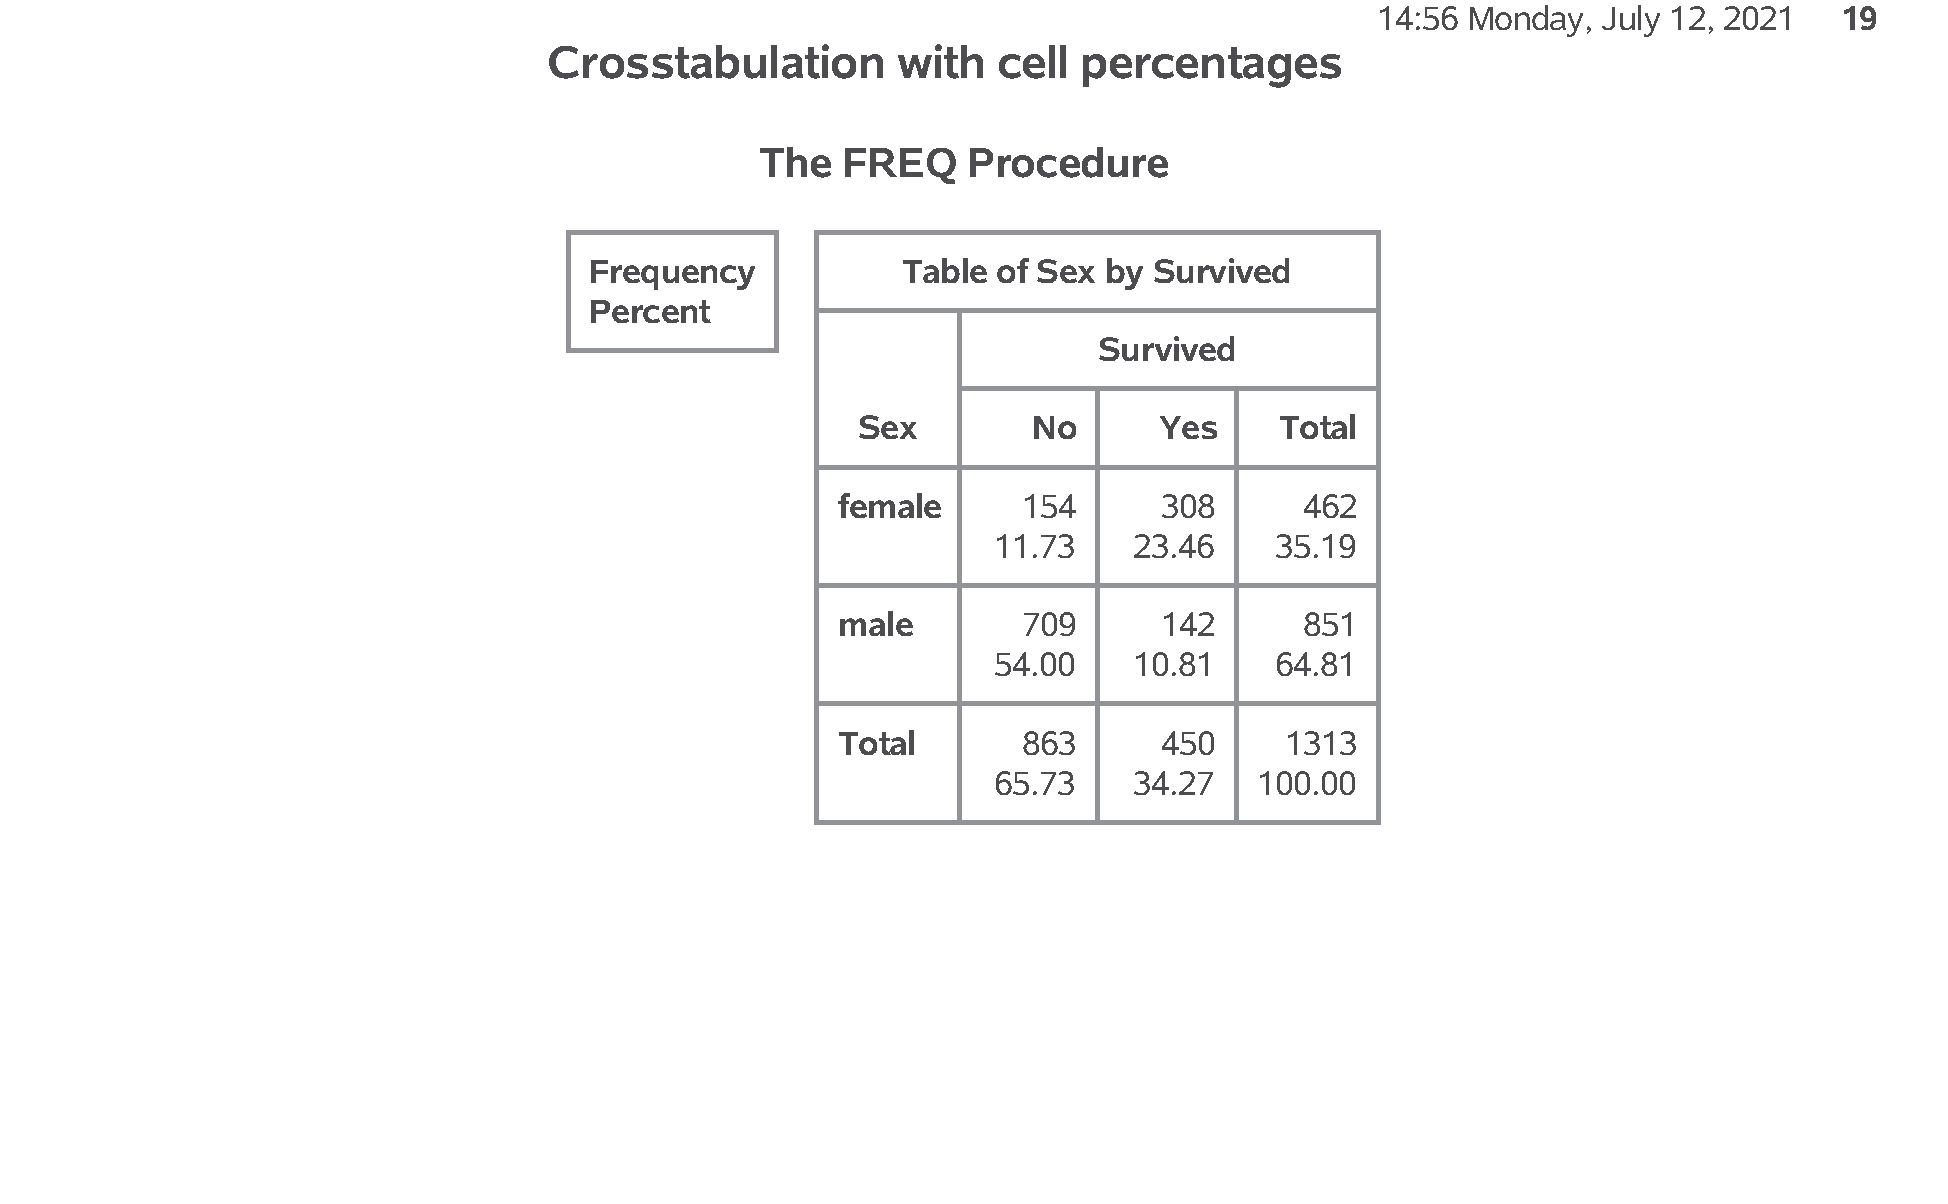 14:56 Monday, July 12, 2021 19
Crosstabulation with cell percentages
The FREQ Procedure
Frequency
Percent
Table of Sex by Survived
Survived
Sex No Yes Total
female 154 308 462
11.73 23.46 35.19
male 709 142 851
54.00 10.81 64.81
Total 863 450 1313
65.73 34.27 100.00